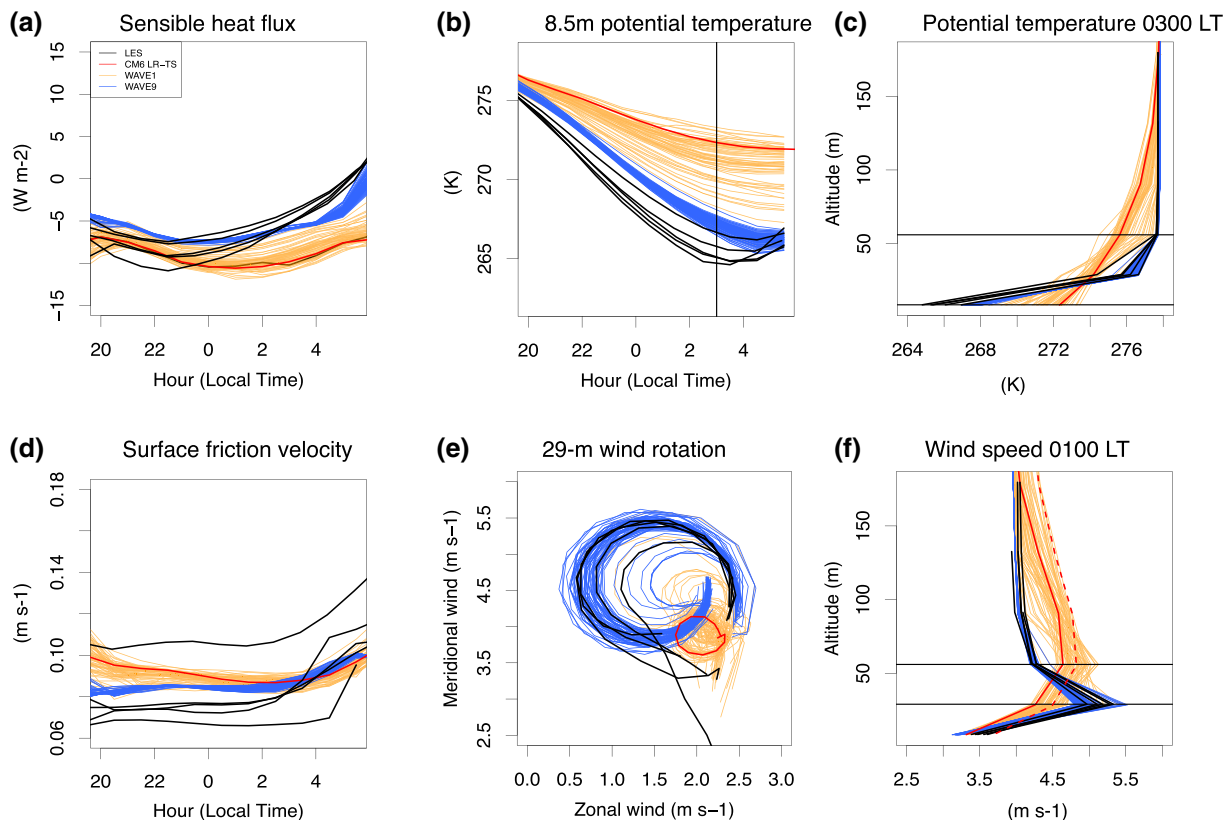 (a) Sensible heat flux
LES
CM6 LR−TS
WAVE1
WAVE9
(W m-2)
15
10
5
0
−5
−15
20 22 0 2 4
Hour (Local Time)
(b) 8.5m potential temperature
(K)
275
270
265
20 22 0 2 4
Hour (Local Time)
(c) Potential temperature 0300 LT
Altitude (m)
150
100
50
264 268 272 276
(K)
(d) Surface friction velocity
(m s-1)
0.18
0.14
0.10
0.06
20 22 0 2 4
Hour (Local Time)
(e) 29-m wind rotation
Meridional wind (m s−1)
5.5
4.5
3.5
2.5
0.0 0.5 1.0 1.5 2.0 2.5 3.0
Zonal wind (m s−1)
(f) Wind speed 0100 LT
Altitude (m)
150
100
50
2.5 3.5 4.5 5.5
(m s-1)